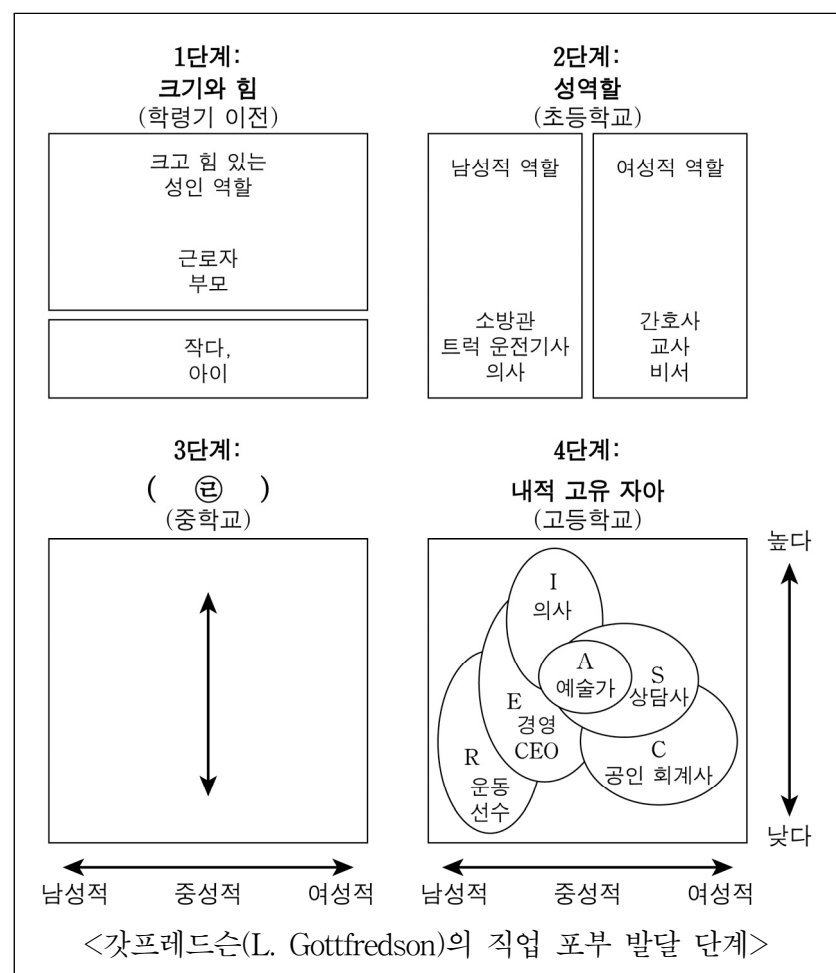 1단계:
크기와 힘
(학령기 이전)
크고 힘 있는
성인 역할
근로자
부모
작다,
아이
2단계:
성역할
(초등학교)
남성적 역할
소방관
트럭 운전기사
의사
여성적 역할
간호사
교사
비서
3단계:
( ㉣ )
(중학교)
남성적 중성적 여성적
4단계:
내적 고유 자아
(고등학교)
I
의사
A
예술가
S
상담사
E
경영
CEO
C
공인 회계사
R
운동
선수
높다
낮다
남성적 중성적 여성적
<갓프레드슨(L. Gottfredson)의 직업 포부 발달 단계>